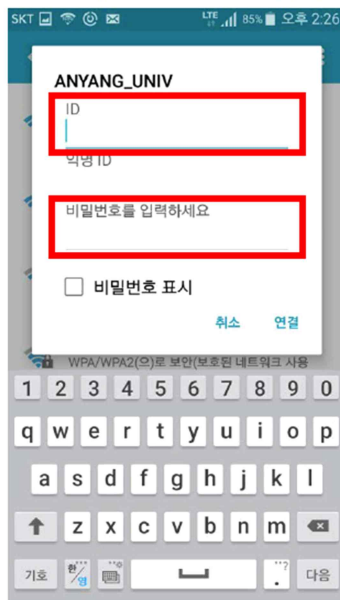 SKT LTE 85% 오후 2:26
ANYANG_UNIV
ID
익명 ID
비밀번호를 입력하세요
비밀번호 표시
취소 연결
WPA/WPA2(으)로 보안(보호된 네트워크 사용
1 2 3 4 5 6 7 8 9 0
q w e r t y u i o p
a s d f g h j k l
z x c v b n m
기호 한/영 . ? 다음